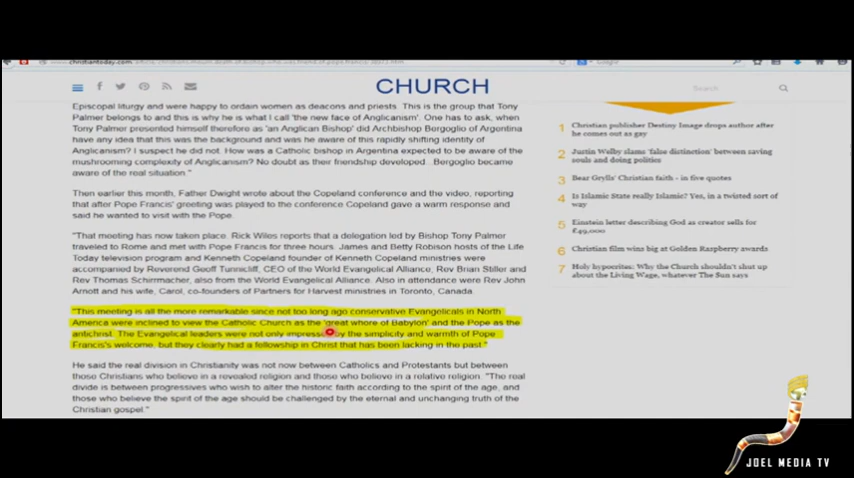 CHURCH
Search
Episcopal liturgy and were happy to ordain women as deacons and priests. This is the group that Tony
Palmer belongs to and this is why he is what I call 'the new face of Anglicanism'. One has to ask, when
Tony Palmer presented himself therefore as 'an Anglican Bishop' did Archbishop Bergoglio of Argentina
have any idea that this was the background and was he aware of this rapidly shifting identity of
Anglicanism? I suspect he did not. How was a Catholic bishop in Argentina expected to be aware of the
mushrooming complexity of Anglicanism? No doubt as their friendship developed...Bergoglio became
aware of the real situation."
Then earlier this month, Father Dwight wrote about the Copeland conference and the video, reporting
that after Pope Francis' greeting was played to the conference Copeland gave a warm response and
said he wanted to visit with the Pope.
"That meeting has now taken place. Rick Wiles reports that a delegation led by Bishop Tony Palmer
traveled to Rome and met with Pope Francis for three hours. James and Betty Robison hosts of the Life
Today television program and Kenneth Copeland founder of Kenneth Copeland ministries were
accompanied by Reverend Geoff Tunnicliff, CEO of the World Evangelical Alliance, Rev Brian Stiller and
Rev Thomas Schirrmacher, also from the World Evangelical Alliance. Also in attendance were Rev John
Arnott and his wife, Carol, co-founders of Partners for Harvest ministries in Toronto, Canada.
"This meeting is all the more remarkable since not too long ago conservative Evangelicals in North
America were inclined to view the Catholic Church as the 'great whore of Babylon' and the Pope as the
antichrist. The Evangelical leaders were not only impressed by the simplicity and warmth of Pope
Francis's welcome, but they clearly had a fellowship in Christ that has been lacking in the past."
He said the real division in Christianity was not now between Catholics and Protestants but between
those Christians who believe in a revealed religion and those who believe in a relative religion. "The real
divide is between progressives who wish to alter the historic faith according to the spirit of the age, and
those who believe the spirit of the age should be challenged by the eternal and unchanging truth of the
Christian gospel."
1 Christian publisher Destiny Image drops author after
he comes out as gay
2 Justin Welby slams 'false distinction' between saving
souls and doing politics
3 Bear Grylls' Christian faith - in five quotes
4 Is Islamic State really Islamic? Yes, in a twisted sort of
way
5 Einstein letter describing God as creator sells for
£49,000
6 Christian film wins big at Golden Raspberry awards
7 Holy hypocrites: Why the Church shouldn't shut up
about the Living Wage, whatever The Sun says
JOEL MEDIA TV